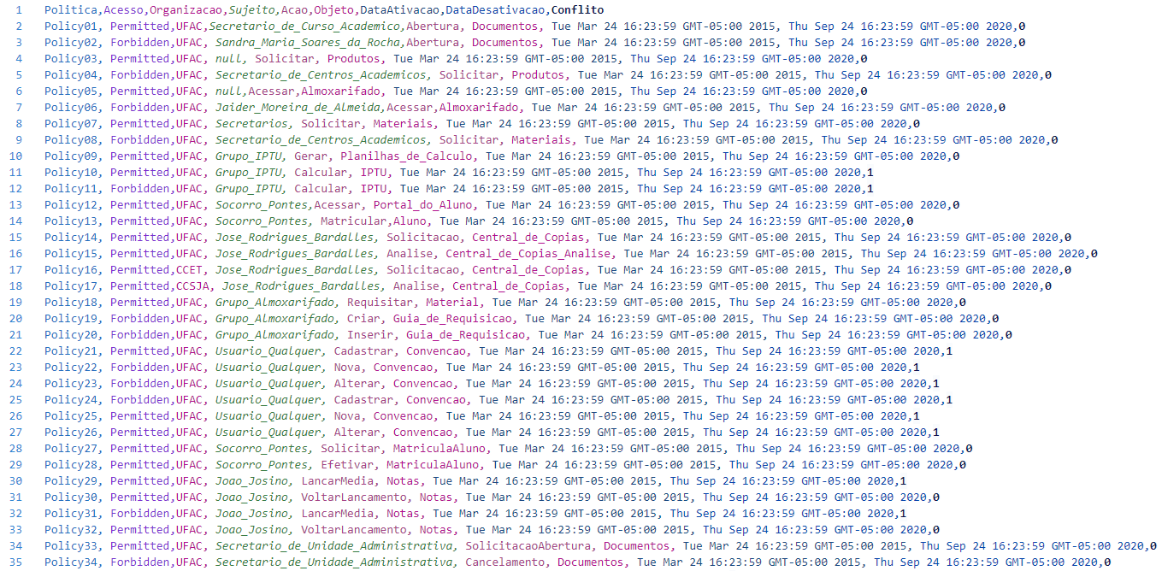 1 Politica,Acesso,Organizacao,Sujeito,Acao,Objeto,DataAtivacao,DataDesativacao,Conflito
2 Policy01, Permitted,UFAC,Secretario_de_Curso_Academico,Abertura, Documentos, Tue Mar 24 16:23:59 GMT-05:00 2015, Thu Sep 24 16:23:59 GMT-05:00 2020,0
3 Policy02, Forbidden,UFAC, Sandra_Maria_Soares_da_Rocha,Abertura, Documentos, Tue Mar 24 16:23:59 GMT-05:00 2015, Thu Sep 24 16:23:59 GMT-05:00 2020,0
4 Policy03, Permitted,UFAC, null, Solicitar, Produtos, Tue Mar 24 16:23:59 GMT-05:00 2015, Thu Sep 24 16:23:59 GMT-05:00 2020,0
5 Policy04, Forbidden,UFAC, Secretario_de_Centros_Academicos, Solicitar, Produtos, Tue Mar 24 16:23:59 GMT-05:00 2015, Thu Sep 24 16:23:59 GMT-05:00 2020,0
6 Policy05, Permitted,UFAC, null,Acessar,Almoxarifado, Tue Mar 24 16:23:59 GMT-05:00 2015, Thu Sep 24 16:23:59 GMT-05:00 2020,0
7 Policy06, Forbidden,UFAC, Jaider_Moreira_de_Almeida,Acessar,Almoxarifado, Tue Mar 24 16:23:59 GMT-05:00 2015, Thu Sep 24 16:23:59 GMT-05:00 2020,0
8 Policy07, Permitted,UFAC, Secretarios, Solicitar, Materiais, Tue Mar 24 16:23:59 GMT-05:00 2015, Thu Sep 24 16:23:59 GMT-05:00 2020,0
9 Policy08, Forbidden,UFAC, Secretario_de_Centros_Academicos, Solicitar, Materiais, Tue Mar 24 16:23:59 GMT-05:00 2015, Thu Sep 24 16:23:59 GMT-05:00 2020,0
10 Policy09, Permitted,UFAC, Grupo_IPTU, Gerar, Planilhas_de_Calculo, Tue Mar 24 16:23:59 GMT-05:00 2015, Thu Sep 24 16:23:59 GMT-05:00 2020,0
11 Policy10, Permitted,UFAC, Grupo_IPTU, Calcular, IPTU, Tue Mar 24 16:23:59 GMT-05:00 2015, Thu Sep 24 16:23:59 GMT-05:00 2020,1
12 Policy11, Forbidden,UFAC, Grupo_IPTU, Calcular, IPTU, Tue Mar 24 16:23:59 GMT-05:00 2015, Thu Sep 24 16:23:59 GMT-05:00 2020,1
13 Policy12, Permitted,UFAC, Socorro_Pontes,Acessar, Portal_do_Aluno, Tue Mar 24 16:23:59 GMT-05:00 2015, Thu Sep 24 16:23:59 GMT-05:00 2020,0
14 Policy13, Permitted,UFAC, Socorro_Pontes, Matricular,Aluno, Tue Mar 24 16:23:59 GMT-05:00 2015, Thu Sep 24 16:23:59 GMT-05:00 2020,0
15 Policy14, Permitted,UFAC, Jose_Rodrigues_Bardalles, Solicitacao, Central_de_Copias, Tue Mar 24 16:23:59 GMT-05:00 2015, Thu Sep 24 16:23:59 GMT-05:00 2020,0
16 Policy15, Permitted,UFAC, Jose_Rodrigues_Bardalles, Analise, Central_de_Copias_Analise, Tue Mar 24 16:23:59 GMT-05:00 2015, Thu Sep 24 16:23:59 GMT-05:00 2020,0
17 Policy16, Permitted,CCET, Jose_Rodrigues_Bardalles, Solicitacao, Central_de_Copias, Tue Mar 24 16:23:59 GMT-05:00 2015, Thu Sep 24 16:23:59 GMT-05:00 2020,0
18 Policy17, Permitted,CCSJA, Jose_Rodrigues_Bardalles, Analise, Central_de_Copias, Tue Mar 24 16:23:59 GMT-05:00 2015, Thu Sep 24 16:23:59 GMT-05:00 2020,0
19 Policy18, Permitted,UFAC, Grupo_Almoxarifado, Requisitar, Material, Tue Mar 24 16:23:59 GMT-05:00 2015, Thu Sep 24 16:23:59 GMT-05:00 2020,0
20 Policy19, Forbidden,UFAC, Grupo_Almoxarifado, Criar, Guia_de_Requisicao, Tue Mar 24 16:23:59 GMT-05:00 2015, Thu Sep 24 16:23:59 GMT-05:00 2020,0
21 Policy20, Forbidden,UFAC, Grupo_Almoxarifado, Inserir, Guia_de_Requisicao, Tue Mar 24 16:23:59 GMT-05:00 2015, Thu Sep 24 16:23:59 GMT-05:00 2020,0
22 Policy21, Permitted,UFAC, Usuario_Qualquer, Cadastrar, Convencao, Tue Mar 24 16:23:59 GMT-05:00 2015, Thu Sep 24 16:23:59 GMT-05:00 2020,1
23 Policy22, Forbidden,UFAC, Usuario_Qualquer, Nova, Convencao, Tue Mar 24 16:23:59 GMT-05:00 2015, Thu Sep 24 16:23:59 GMT-05:00 2020,1
24 Policy23, Forbidden,UFAC, Usuario_Qualquer, Alterar, Convencao, Tue Mar 24 16:23:59 GMT-05:00 2015, Thu Sep 24 16:23:59 GMT-05:00 2020,1
25 Policy24, Forbidden,UFAC, Usuario_Qualquer, Cadastrar, Convencao, Tue Mar 24 16:23:59 GMT-05:00 2015, Thu Sep 24 16:23:59 GMT-05:00 2020,1
26 Policy25, Permitted,UFAC, Usuario_Qualquer, Nova, Convencao, Tue Mar 24 16:23:59 GMT-05:00 2015, Thu Sep 24 16:23:59 GMT-05:00 2020,1
27 Policy26, Permitted,UFAC, Usuario_Qualquer, Alterar, Convencao, Tue Mar 24 16:23:59 GMT-05:00 2015, Thu Sep 24 16:23:59 GMT-05:00 2020,1
28 Policy27, Permitted,UFAC, Socorro_Pontes, Solicitar, MatriculaAluno, Tue Mar 24 16:23:59 GMT-05:00 2015, Thu Sep 24 16:23:59 GMT-05:00 2020,0
29 Policy28, Permitted,UFAC, Socorro_Pontes, Efetivar, MatriculaAluno, Tue Mar 24 16:23:59 GMT-05:00 2015, Thu Sep 24 16:23:59 GMT-05:00 2020,0
30 Policy29, Permitted,UFAC, Joao_Josino, LancarMedia, Notas, Tue Mar 24 16:23:59 GMT-05:00 2015, Thu Sep 24 16:23:59 GMT-05:00 2020,1
31 Policy30, Permitted,UFAC, Joao_Josino, VoltarLancamento, Notas, Tue Mar 24 16:23:59 GMT-05:00 2015, Thu Sep 24 16:23:59 GMT-05:00 2020,0
32 Policy31, Forbidden,UFAC, Joao_Josino, LancarMedia, Notas, Tue Mar 24 16:23:59 GMT-05:00 2015, Thu Sep 24 16:23:59 GMT-05:00 2020,1
33 Policy32, Permitted,UFAC, Joao_Josino, VoltarLancamento, Notas, Tue Mar 24 16:23:59 GMT-05:00 2015, Thu Sep 24 16:23:59 GMT-05:00 2020,0
34 Policy33, Permitted,UFAC, Secretario_de_Unidade_Administrativa, SolicitacaoAbertura, Documentos, Tue Mar 24 16:23:59 GMT-05:00 2015, Thu Sep 24 16:23:59 GMT-05:00 2020,0
35 Policy34, Forbidden,UFAC, Secretario_de_Unidade_Administrativa, Cancelamento, Documentos, Tue Mar 24 16:23:59 GMT-05:00 2015, Thu Sep 24 16:23:59 GMT-05:00 2020,0